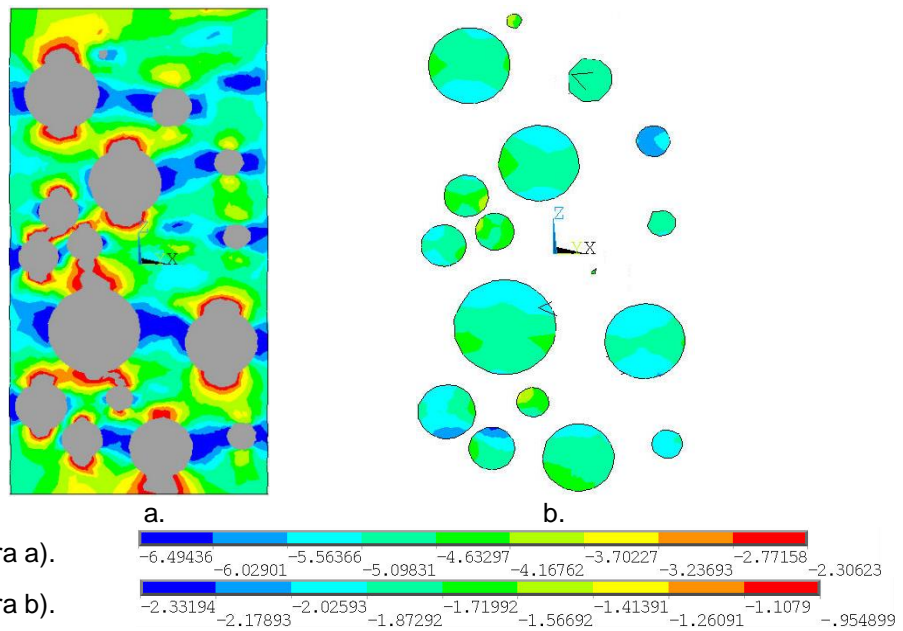 Z
X
Z
YX
a.
b.
ra a).
-6.49436 -5.56366 -4.63297 -3.70227 -2.77158
-6.02901 -5.09831 -4.16762 -3.23693 -2.30623
ra b).
-2.33194 -2.02593 -1.71992 -1.41391 -1.1079
-2.17893 -1.87292 -1.56692 -1.26091 -.954899